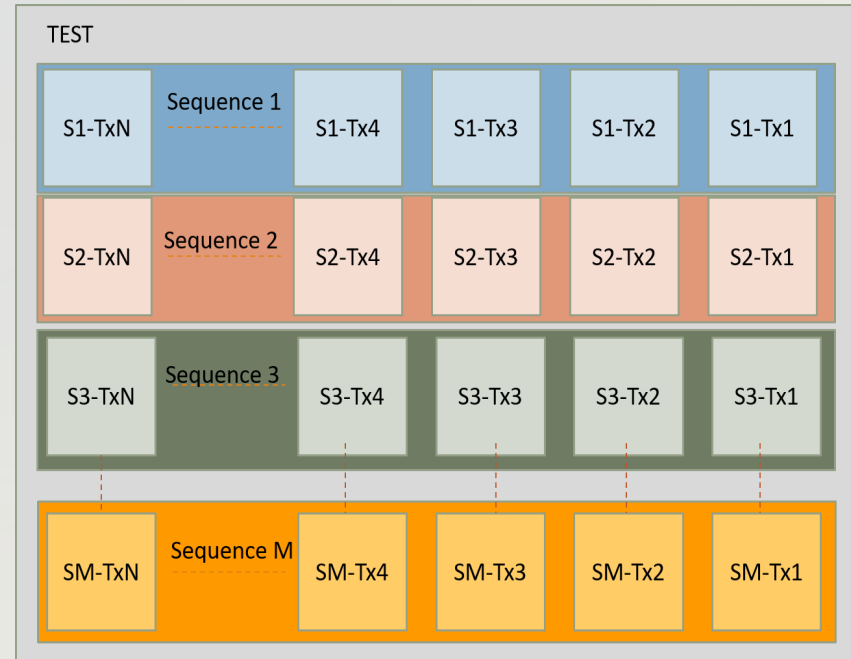 TEST
Sequence 1
S1-TxN S1-Tx4 S1-Tx3 S1-Tx2 S1-Tx1
Sequence 2
S2-TxN S2-Tx4 S2-Tx3 S2-Tx2 S2-Tx1
Sequence 3
S3-TxN S3-Tx4 S3-Tx3 S3-Tx2 S3-Tx1
Sequence M
SM-TxN SM-Tx4 SM-Tx3 SM-Tx2 SM-Tx1